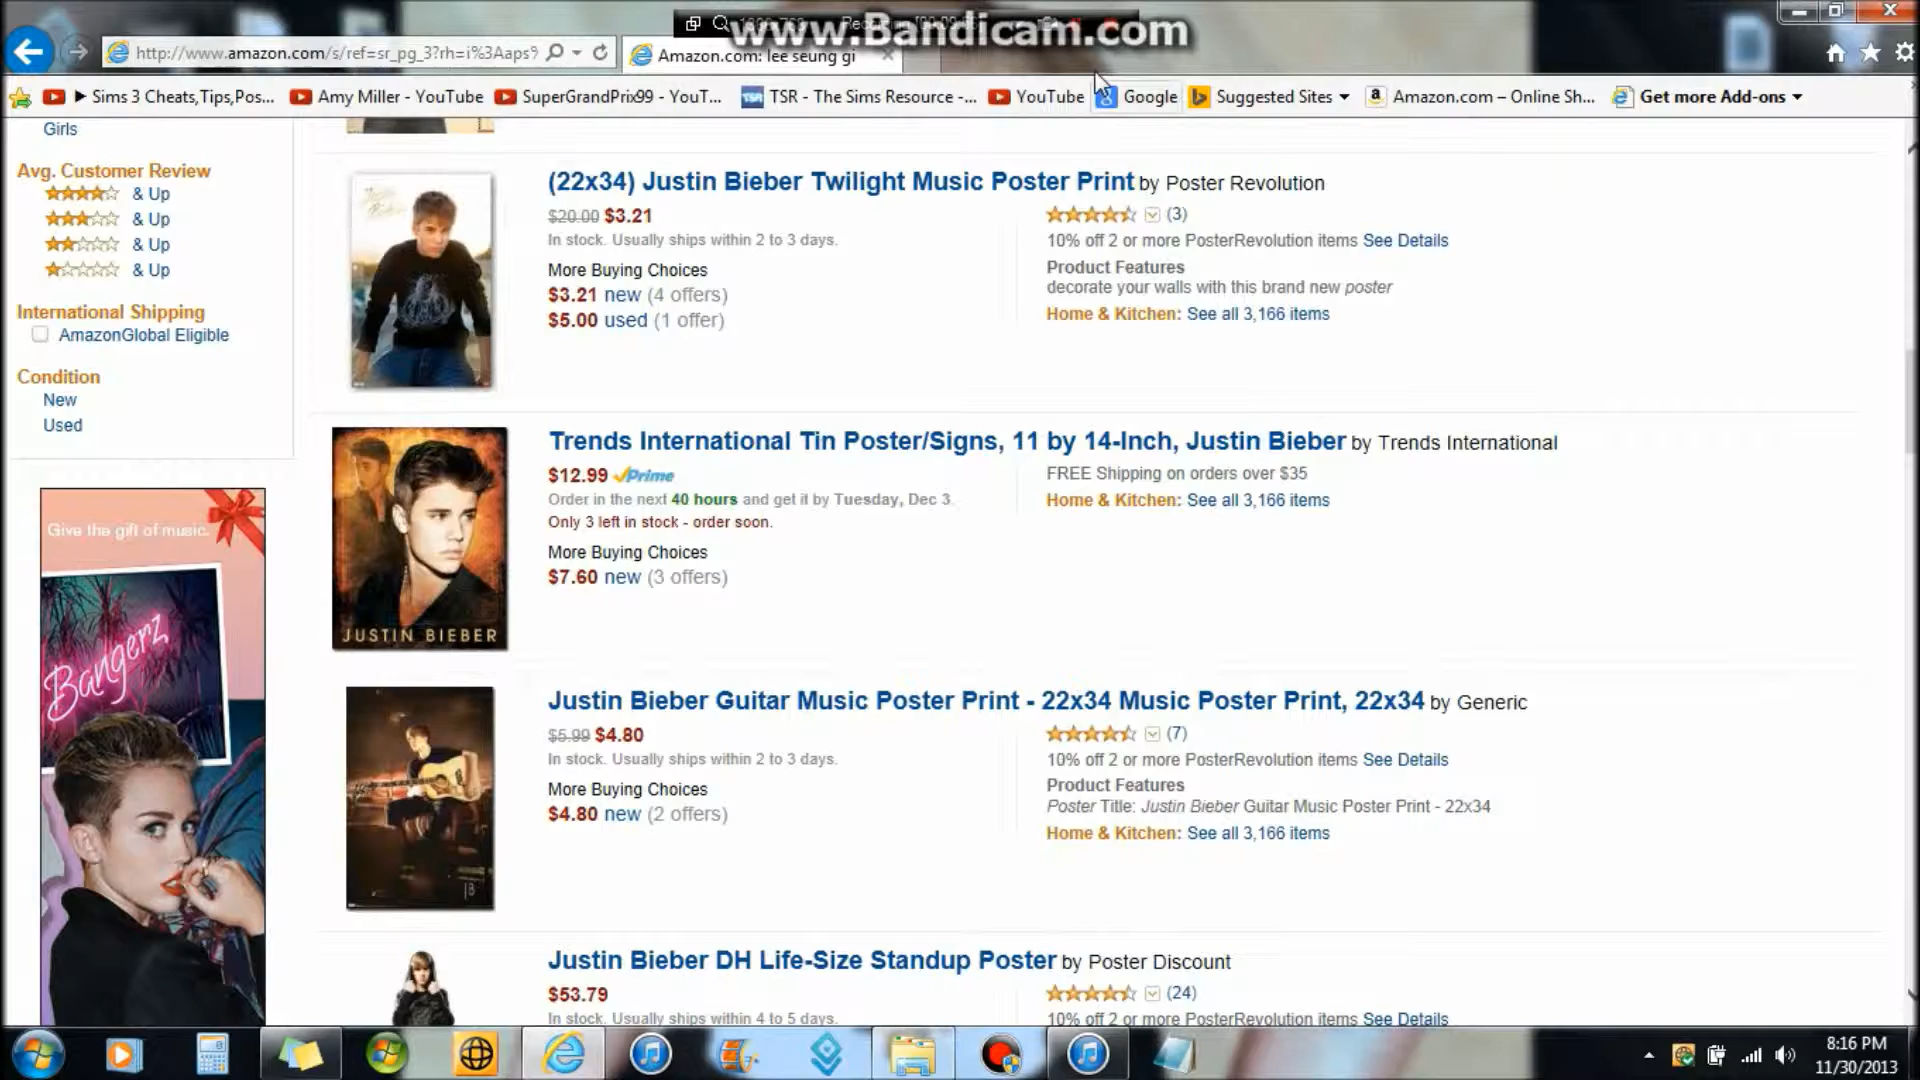 www.Bandicam.com
http://www.amazon.com/s/ref=sr_pg_3?rh=i%3Aaps%
Amazon.com: lee seung gi
▶ Sims 3 Cheats,Tips,Pos...
Amy Miller - YouTube
SuperGrandPrix99 - YouT...
TSR - The Sims Resource -...
YouTube
Google
Suggested Sites
Amazon.com – Online Sh...
Get more Add-ons
Girls
Avg. Customer Review
& Up
& Up
& Up
& Up
International Shipping
AmazonGlobal Eligible
Condition
New
Used
Give the gift of music.
Bangerz
(22x34) Justin Bieber Twilight Music Poster Print by Poster Revolution
$20.00 $3.21
In stock. Usually ships within 2 to 3 days.
More Buying Choices
$3.21 new (4 offers)
$5.00 used (1 offer)
(3)
10% off 2 or more PosterRevolution items See Details
Product Features
decorate your walls with this brand new poster
Home & Kitchen: See all 3,166 items
JUSTIN BIEBER
Trends International Tin Poster/Signs, 11 by 14-Inch, Justin Bieber by Trends International
$12.99 Prime
Order in the next 40 hours and get it by Tuesday, Dec 3.
Only 3 left in stock - order soon.
More Buying Choices
$7.60 new (3 offers)
FREE Shipping on orders over $35
Home & Kitchen: See all 3,166 items
Justin Bieber Guitar Music Poster Print - 22x34 Music Poster Print, 22x34 by Generic
$5.99 $4.80
In stock. Usually ships within 2 to 3 days.
More Buying Choices
$4.80 new (2 offers)
(7)
10% off 2 or more PosterRevolution items See Details
Product Features
Poster Title: Justin Bieber Guitar Music Poster Print - 22x34
Home & Kitchen: See all 3,166 items
Justin Bieber DH Life-Size Standup Poster by Poster Discount
$53.79
In stock. Usually ships within 4 to 5 days.
(24)
10% off 2 or more PosterRevolution items See Details
8:16 PM
11/30/2013